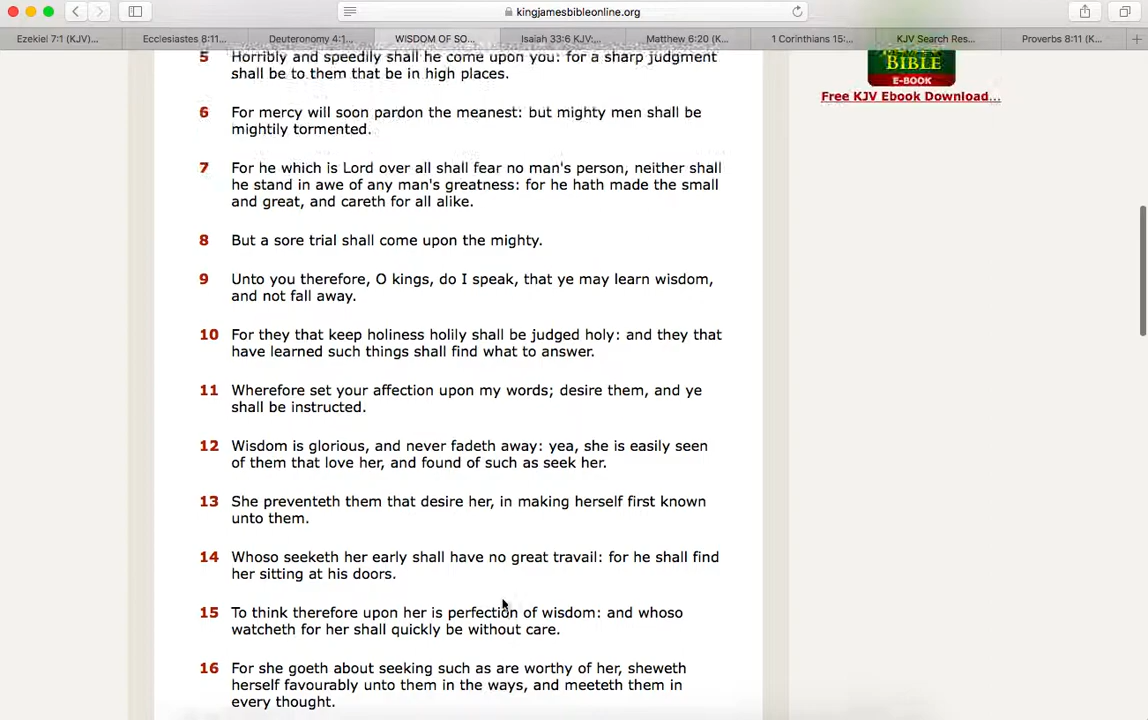 kingjamesbibleonline.org
Ezekiel 7:1 (KJV)...
Ecclesiastes 8:11...
Deuteronomy 4:1...
WISDOM OF SO...
Isaiah 33:6 KJV:...
Matthew 6:20 (K...
1 Corinthians 15:...
KJV Search Res...
Proverbs 8:11 (K...
5 Horribly and speedily shall he come upon you: for a sharp judgment
shall be to them that be in high places.
6 For mercy will soon pardon the meanest: but mighty men shall be
mightily tormented.
7 For he which is Lord over all shall fear no man's person, neither shall
he stand in awe of any man's greatness: for he hath made the small
and great, and careth for all alike.
8 But a sore trial shall come upon the mighty.
9 Unto you therefore, O kings, do I speak, that ye may learn wisdom,
and not fall away.
10 For they that keep holiness holily shall be judged holy: and they that
have learned such things shall find what to answer.
11 Wherefore set your affection upon my words; desire them, and ye
shall be instructed.
12 Wisdom is glorious, and never fadeth away: yea, she is easily seen
of them that love her, and found of such as seek her.
13 She preventeth them that desire her, in making herself first known
unto them.
14 Whoso seeketh her early shall have no great travail: for he shall find
her sitting at his doors.
15 To think therefore upon her is perfection of wisdom: and whoso
watcheth for her shall quickly be without care.
16 For she goeth about seeking such as are worthy of her, sheweth
herself favourably unto them in the ways, and meeteth them in
every thought.
BIBLE
E-BOOK
Free KJV Ebook Download...